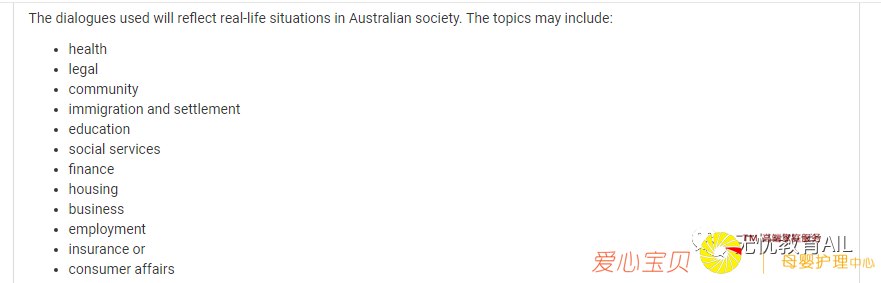 The dialogues used will reflect real-life situations in Australian society. The topics may include:
• health
• legal
• community
• immigration and settlement
• education
• social services
• finance
• housing
• business
• employment
• insurance or
• consumer affairs
爱心宝贝
TM
无忧教育AIL
母婴护理中心